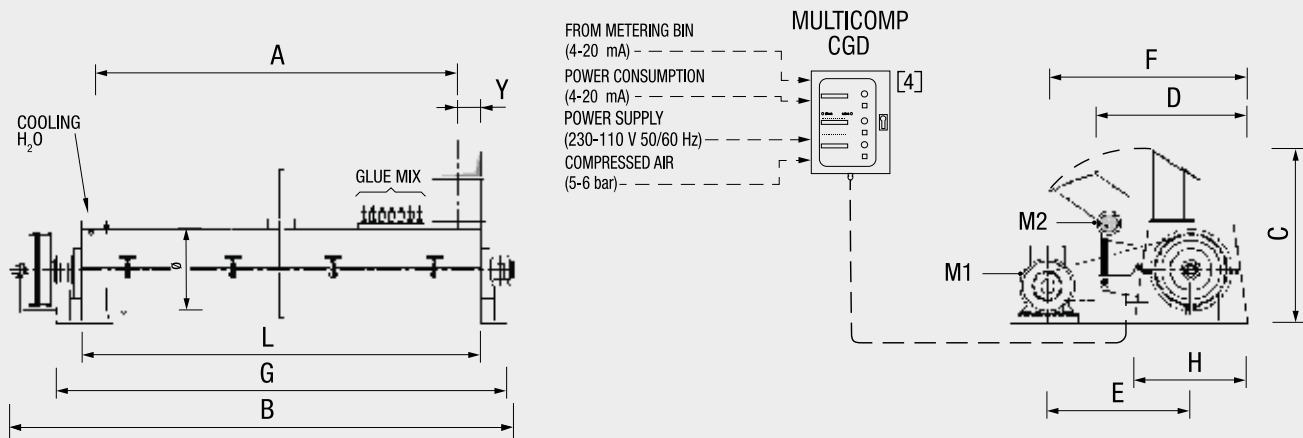 A
Y
COOLING
H2O
GLUE MIX
Ø
L
G
B
FROM METERING BIN
(4-20 mA)
POWER CONSUMPTION
(4-20 mA)
POWER SUPPLY
(230-110 V 50/60 Hz)
COMPRESSED AIR
(5-6 bar)
MULTICOMP
CGD
[4]
F
D
M2
M1
C
H
E